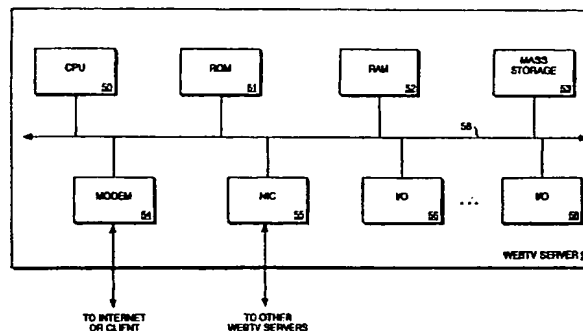 CPU
50
ROM
51
RAM
52
MASS
STORAGE
53
58
MODEM
54
NIC
55
I/O
56
...
I/O
56
WEBTV SERVER
TO INTERNET
OR CLIENT
TO OTHER
WEBTV SERVERS